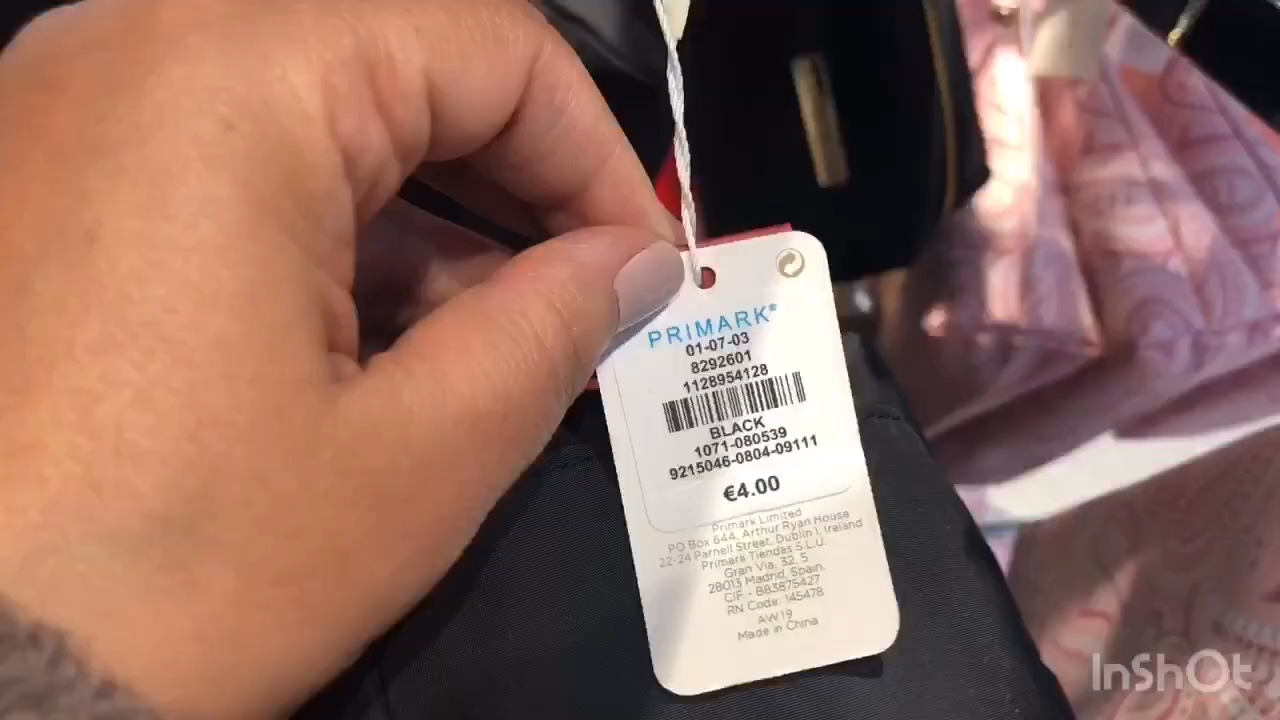 PRIMARK®
01-07-03
8292601
1128954128
BLACK
1071-080539
9215046-0804-09111
€4.00
Primark Limited
PO Box 644, Arthur Ryan House
22-24 Parnell Street, Dublin 1, Ireland
Primark Tiendas S.L.U.
Gran Via, 32, 5
28013 Madrid, Spain.
CIF - B83875427
RN Code: 145478
AW19
Made in China
InShOt